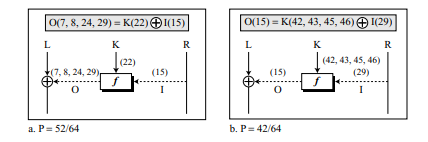 O(7, 8, 24, 29) = K(22) ⊕ I(15)
L K R
(22)
(7, 8, 24, 29) f (15)
O I
a. P = 52/64
O(15) = K(42, 43, 45, 46) ⊕ I(29)
L K R
(42, 43, 45, 46)
(15) f (29)
O I
b. P = 42/64